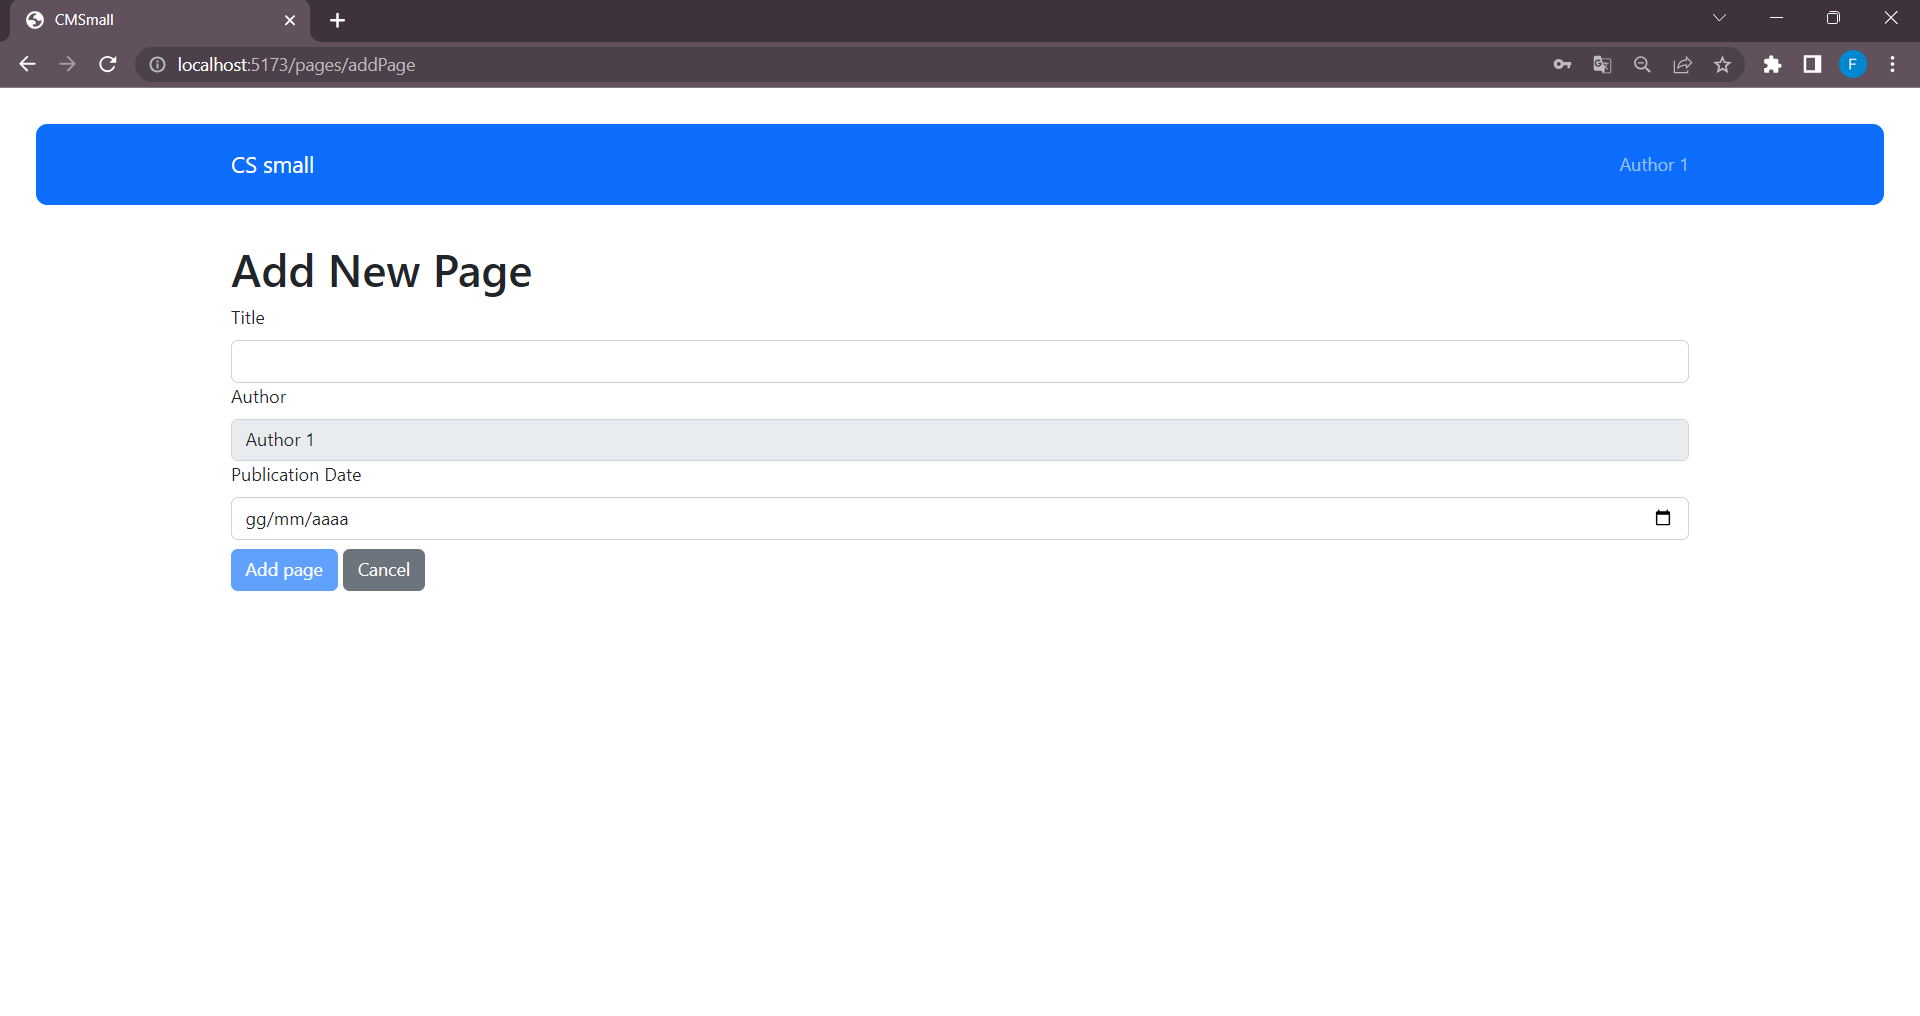 CMSmall
localhost:5173/pages/addPage
F
CS small
Author 1
Add New Page
Title
Author
Author 1
Publication Date
gg/mm/aaaa
Add page
Cancel